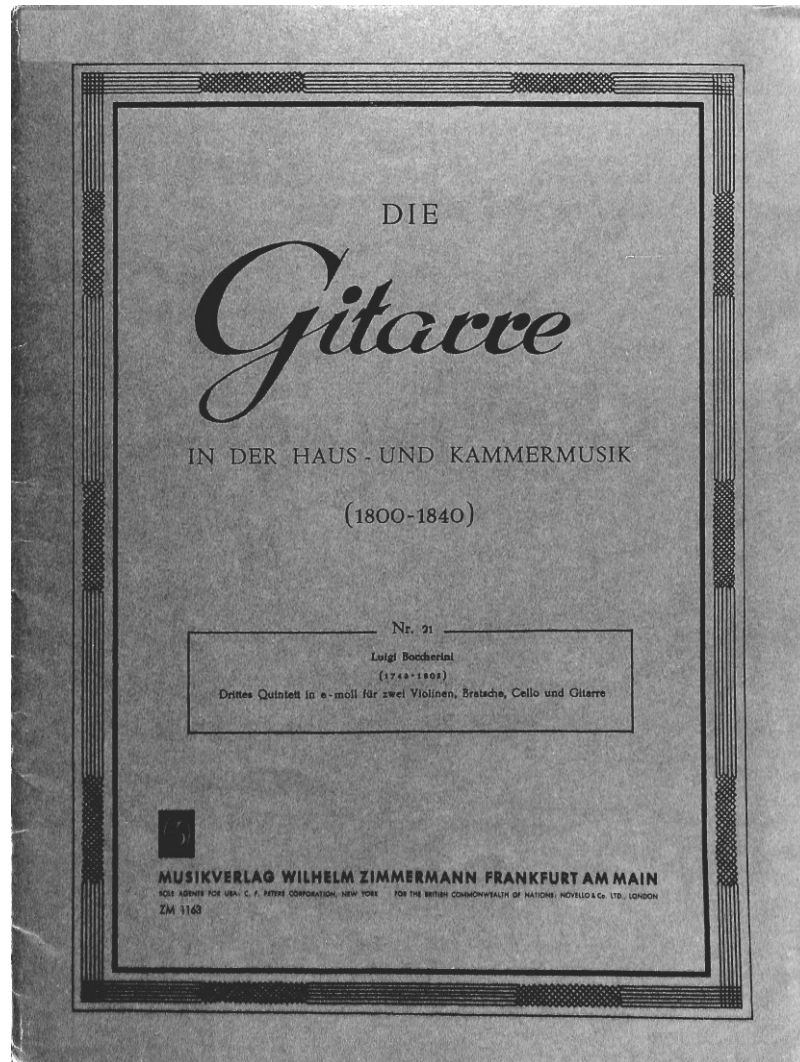 DIE
Gitarre
IN DER HAUS - UND KAMMERMUSIK
(1800-1840)
Nr. 21
Luigi Boccherini
(1743-1805)
Drittes Quintett in e-moll für zwei Violinen, Bratsche, Cello und Gitarre
MUSIKVERLAG WILHELM ZIMMERMANN FRANKFURT AM MAIN
SOLE AGENTS FOR USA: C. F. PETERS CORPORATION, NEW YORK FOR THE BRITISH COMMONWEALTH OF NATIONS: NOVELLO & Co. LTD., LONDON
ZM 1163